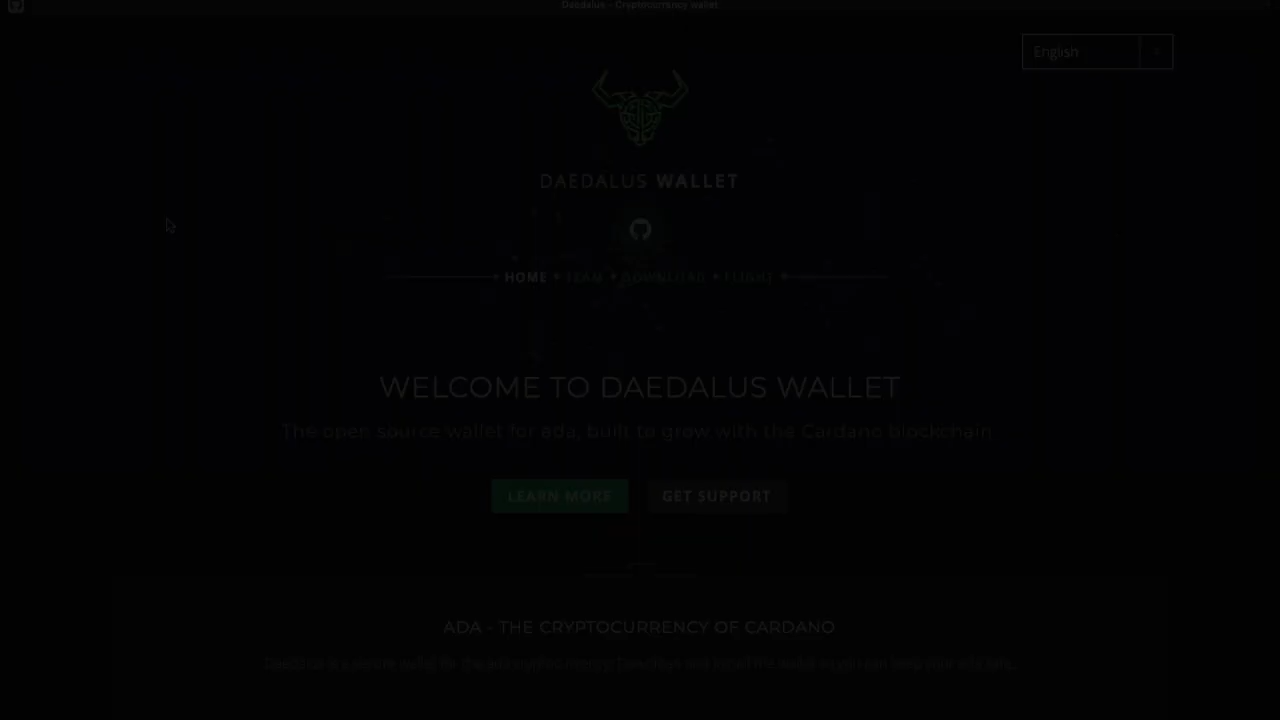 Daedalus - Cryptocurrency wallet
English
DAEDALUS WALLET
HOME TEAM DOWNLOAD FLIGHT
WELCOME TO DAEDALUS WALLET
The open source wallet for ada, built to grow with the Cardano blockchain
LEARN MORE GET SUPPORT
ADA - THE CRYPTOCURRENCY OF CARDANO